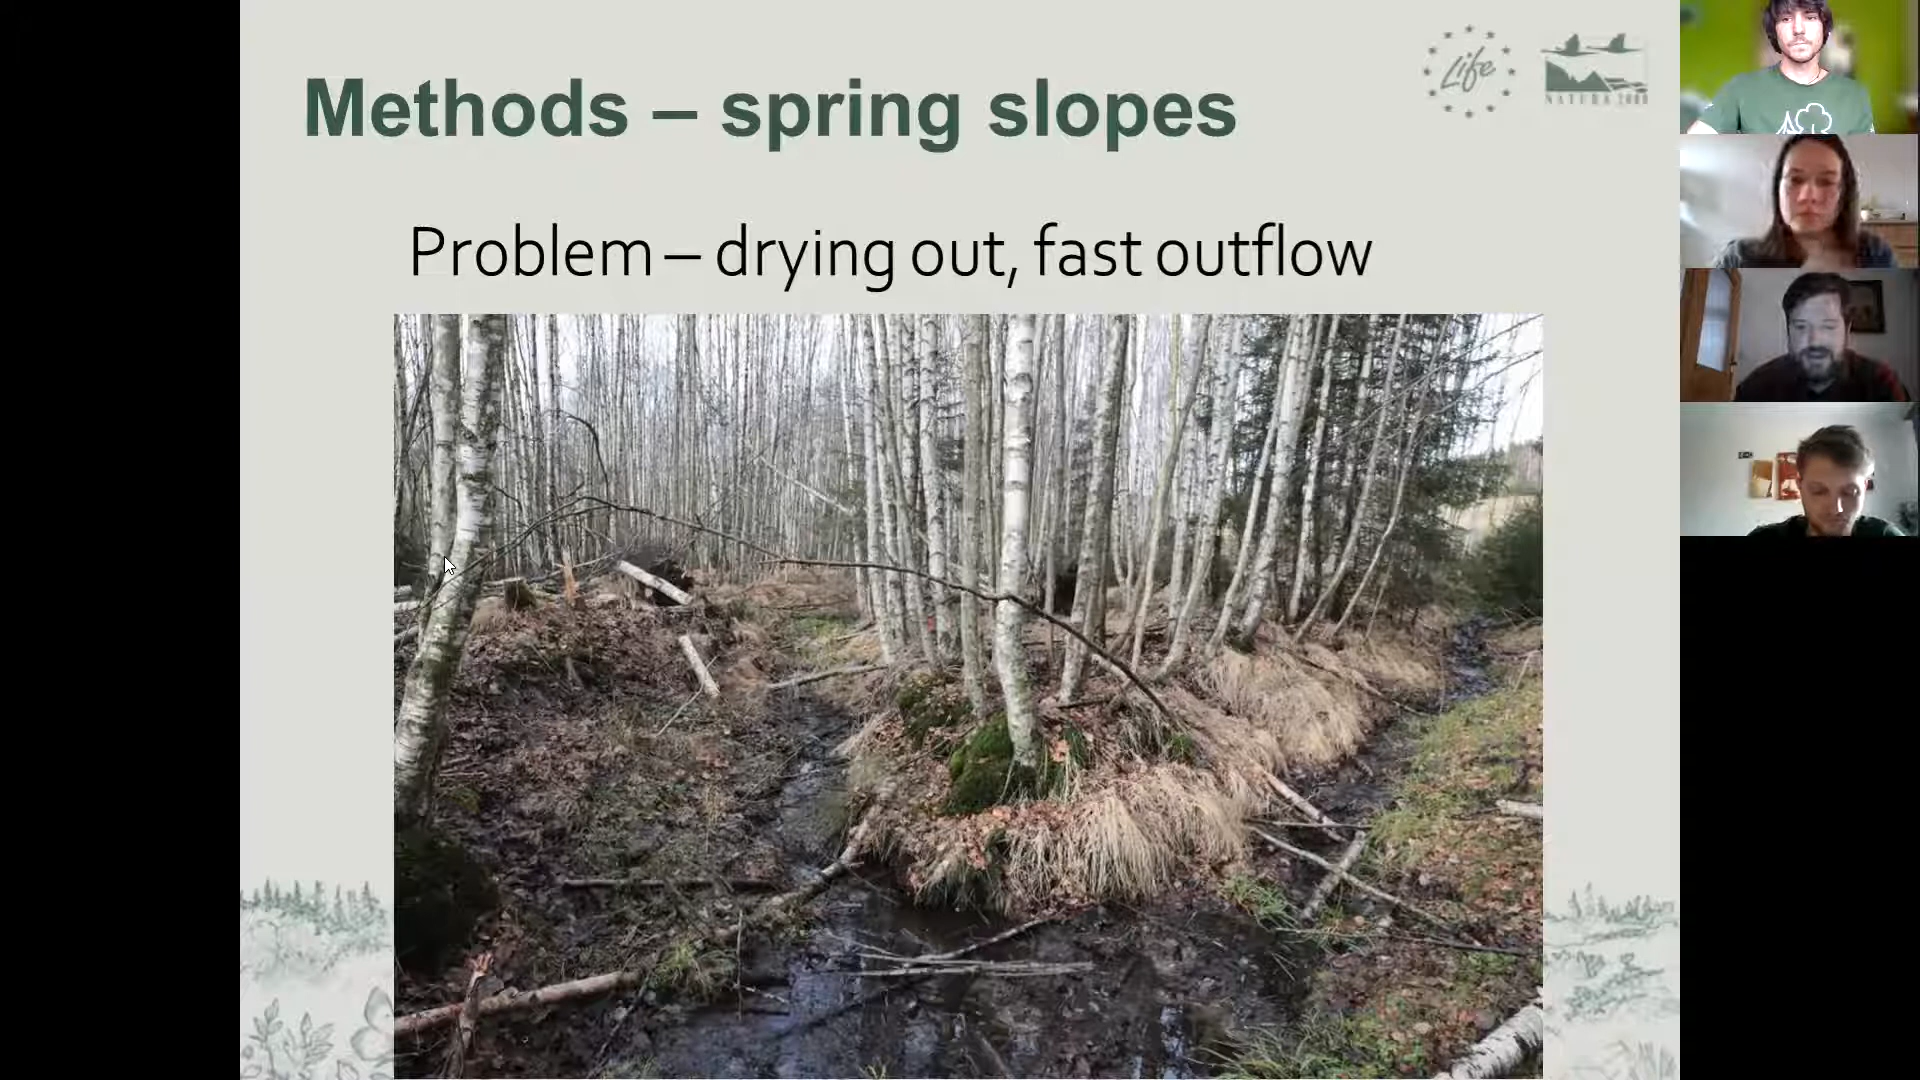 Methods – spring slopes
Life
NATURA 2000
Problem – drying out, fast outflow